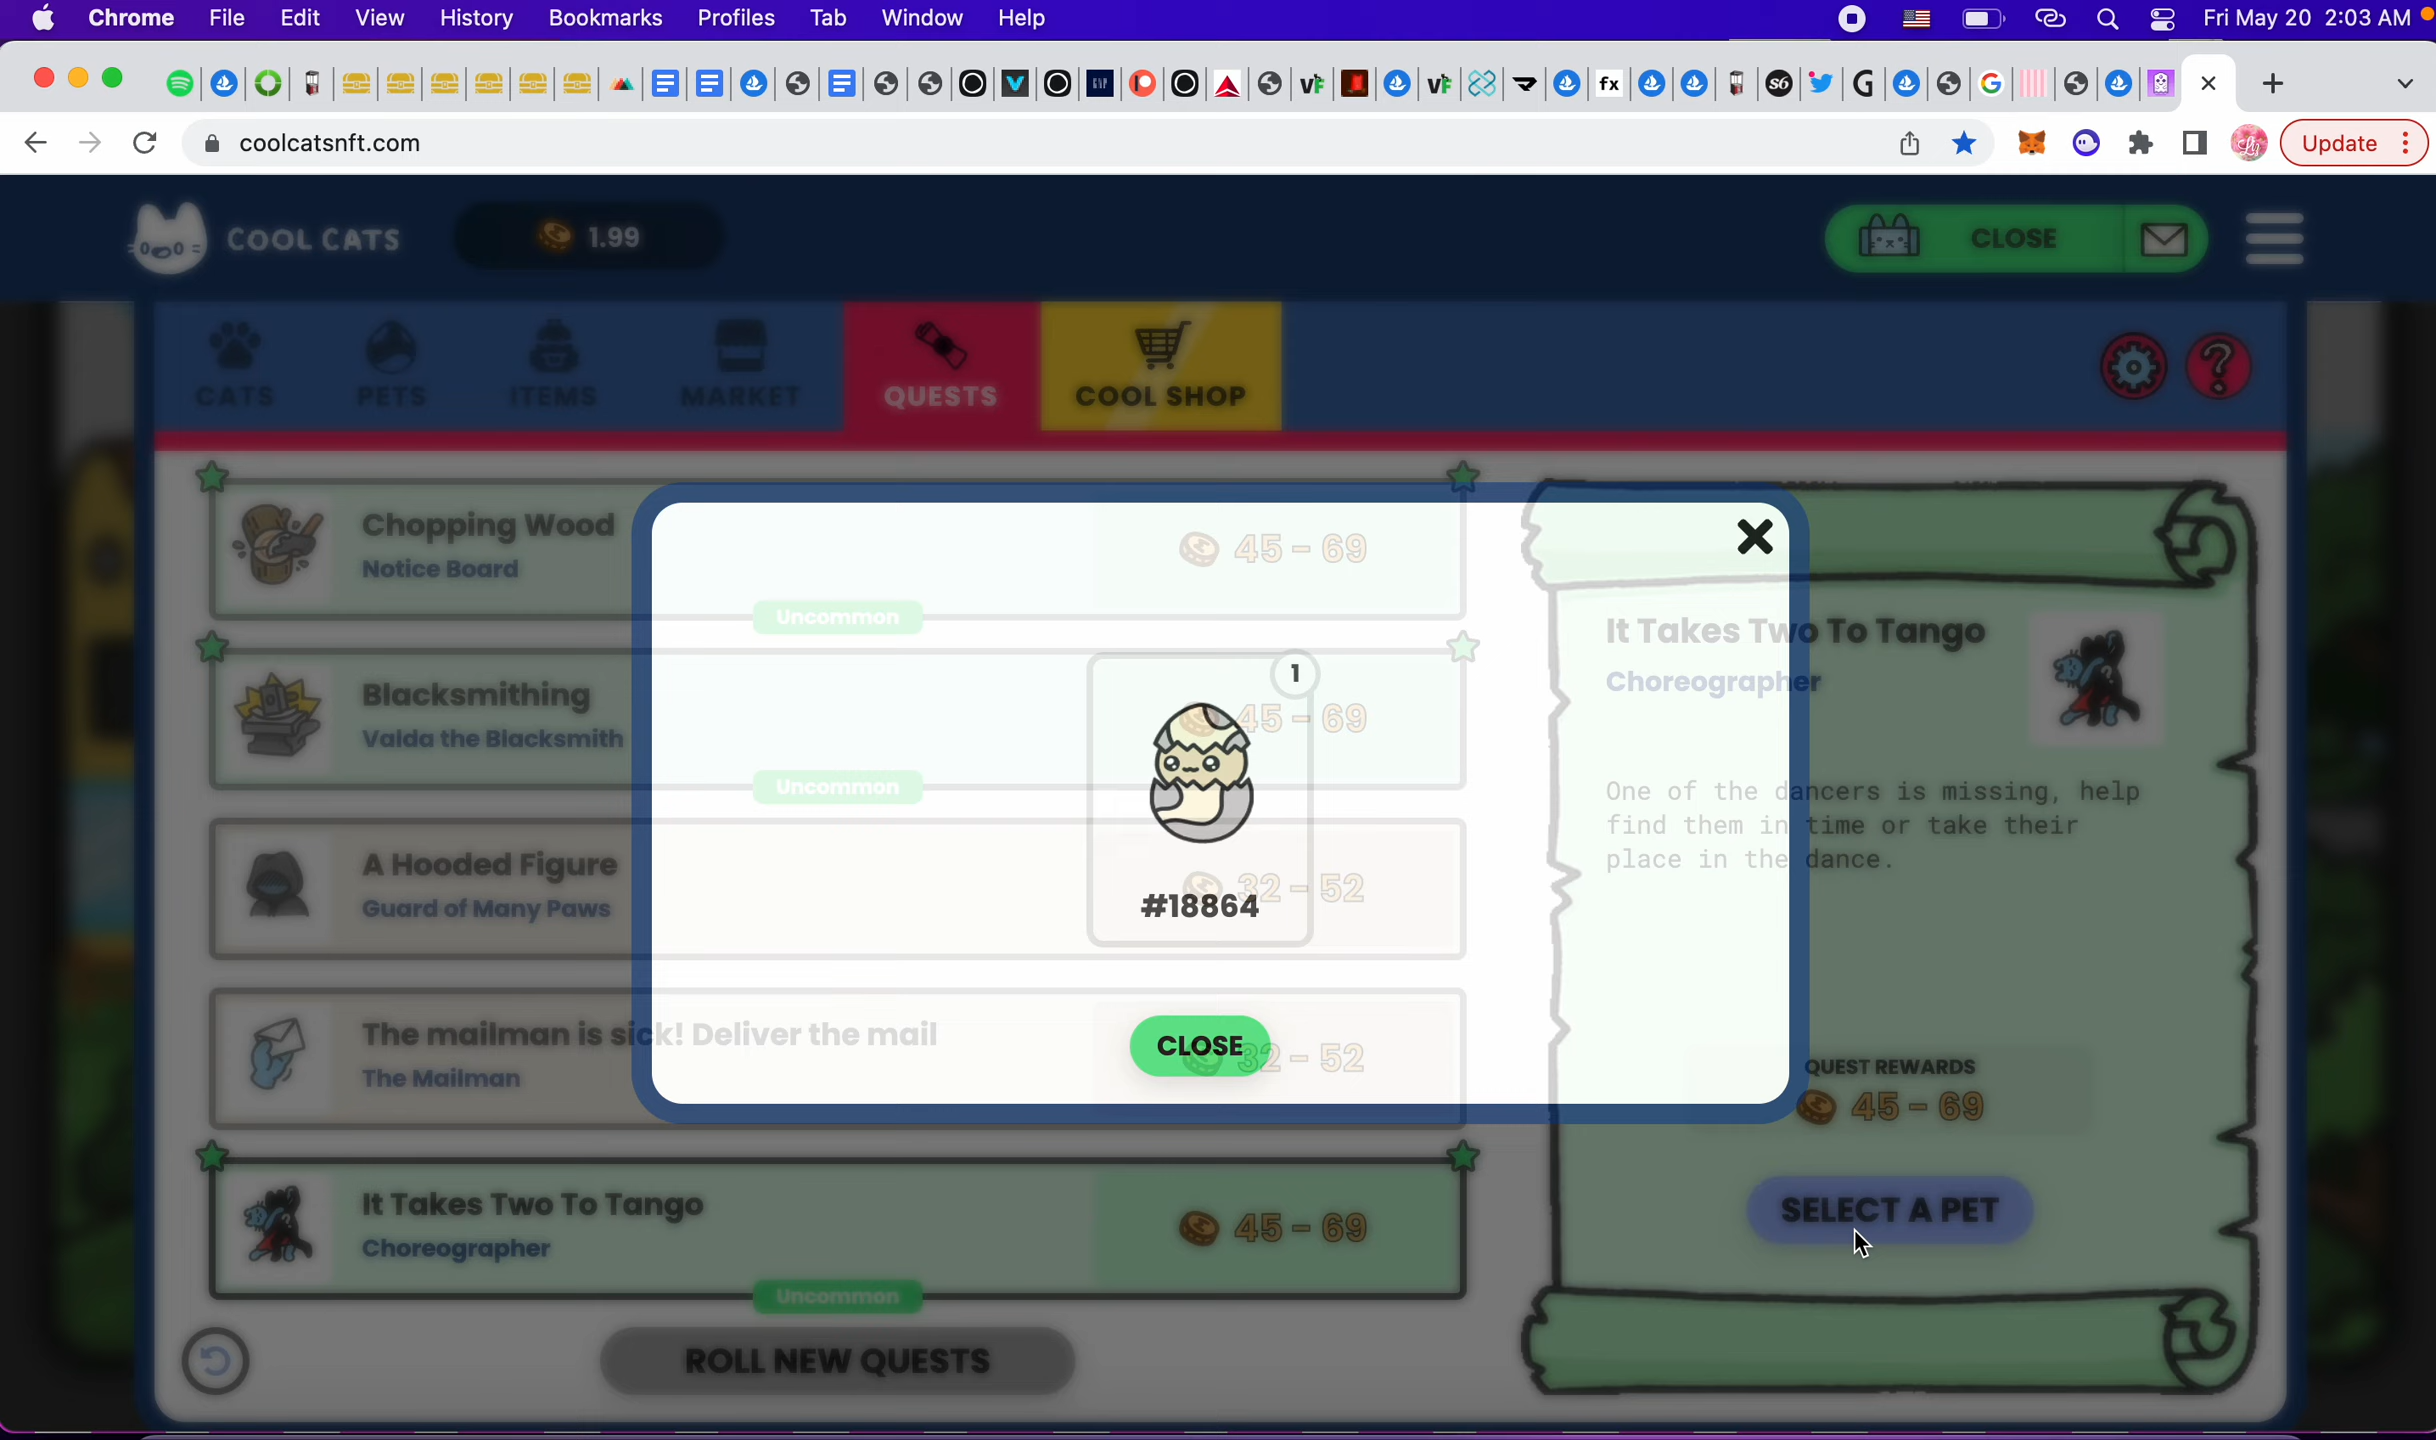 Chrome File Edit View History Bookmarks Profiles Tab Window Help Fri May 20 2:03 AM
fx S6 G
coolcatsnft.com Update
COOL CATS 1.99 CLOSE
CATS PETS ITEMS MARKET QUESTS COOL SHOP ?
Chopping Wood
Notice Board
45 - 69
Uncommon
Blacksmithing
Valda the Blacksmith
45 - 69
Uncommon
A Hooded Figure
Guard of Many Paws
32 - 52
The mailman is sick! Deliver the mail
The Mailman
32 - 52
It Takes Two To Tango
Choreographer
45 - 69
Uncommon
ROLL NEW QUESTS
1
#18864
CLOSE
It Takes Two To Tango
Choreographer
One of the dancers is missing, help
find them in time or take their
place in the dance.
QUEST REWARDS
45 - 69
SELECT A PET